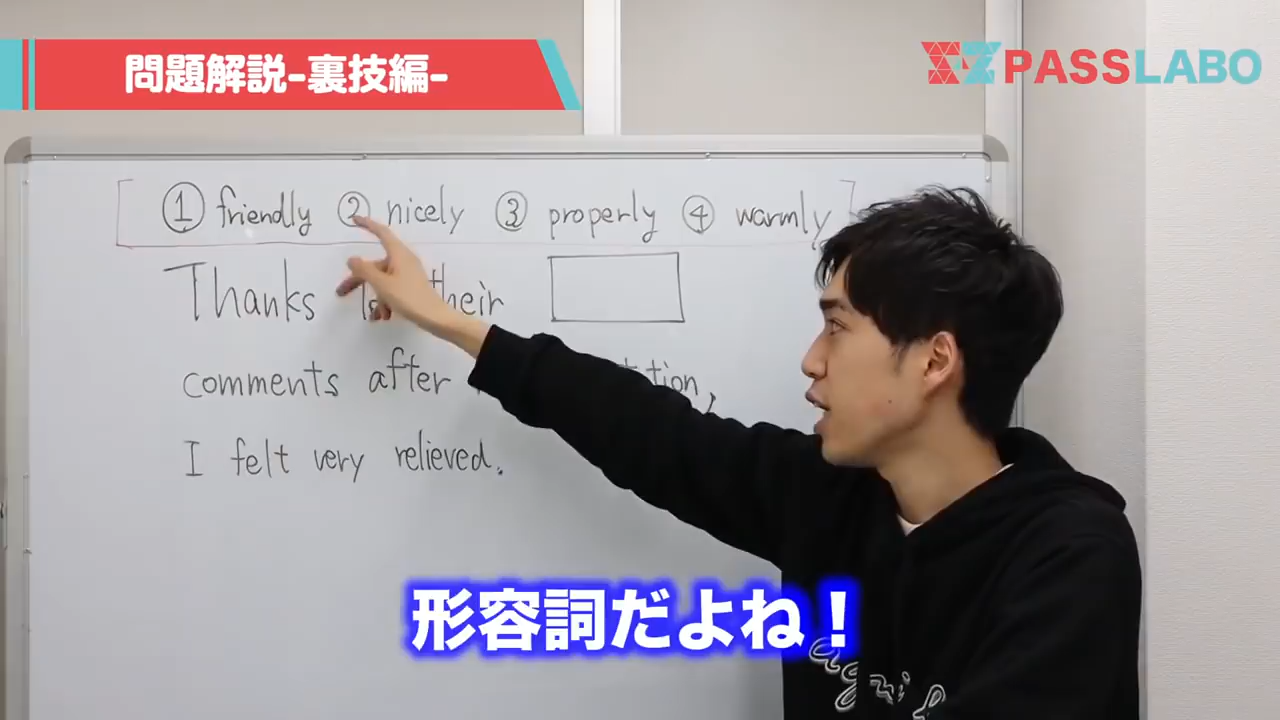 問題解説-裏技編-
PASSLABO
① friendly ② nicely ③ properly ④ warmly
Thanks their
comments after
I felt very relieved.
形容詞だよね！